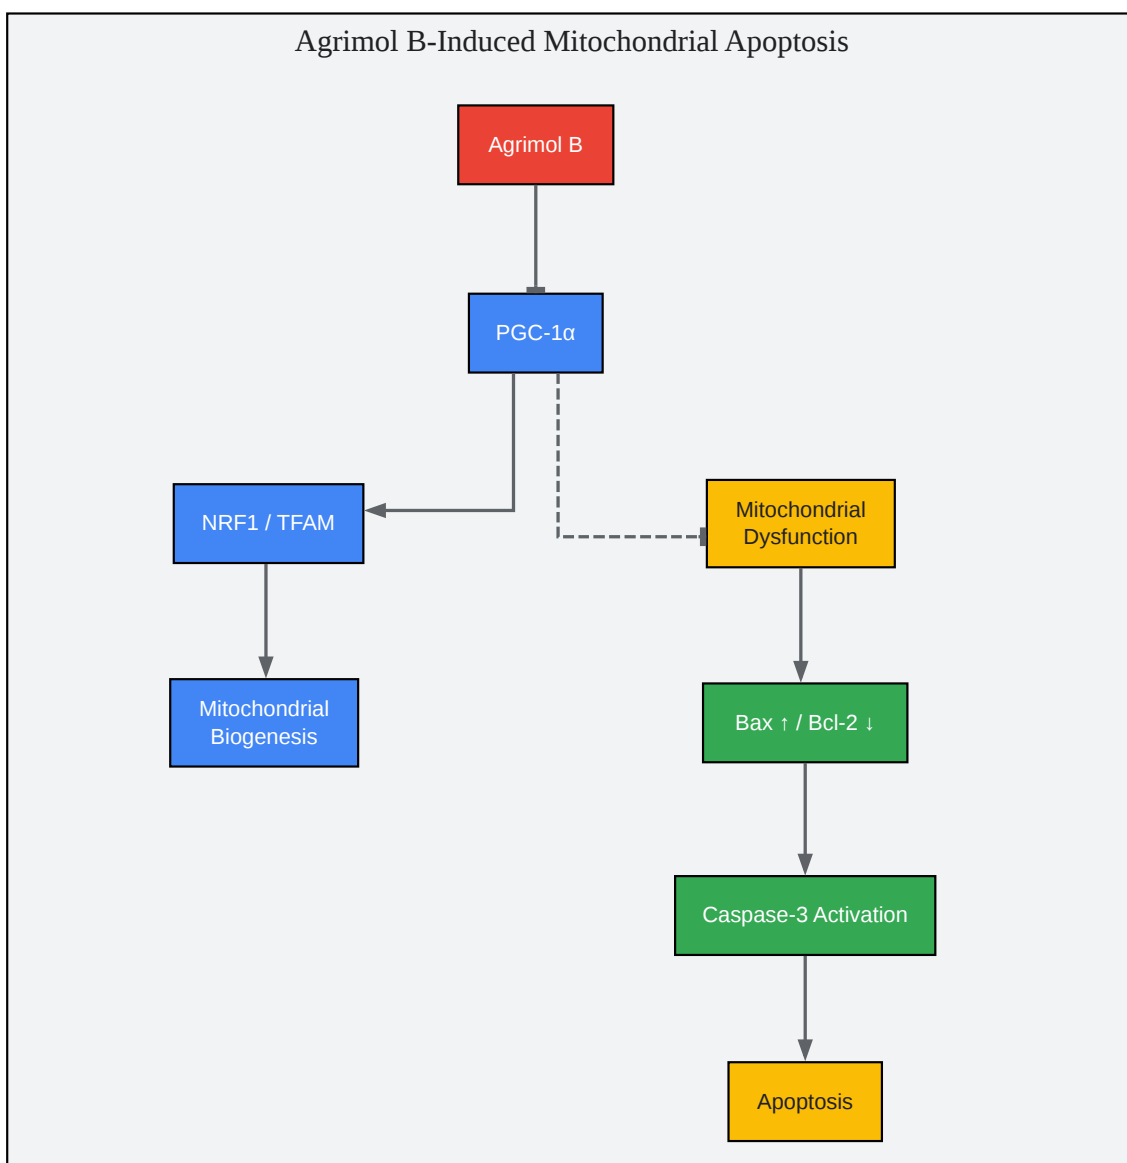 Agrimol B-Induced Mitochondrial Apoptosis
Agrimol B
PGC-1α
NRF1 / TFAM
Mitochondrial
Dysfunction
Mitochondrial
Biogenesis
Bax ↑ / Bcl-2 ↓
Caspase-3 Activation
Apoptosis